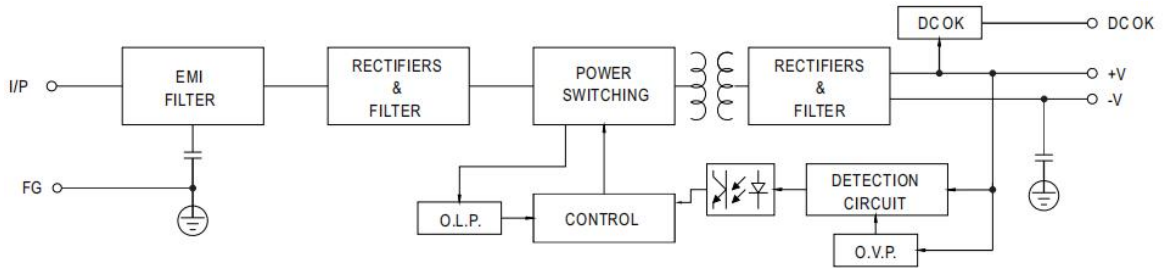 DC OK
DC OK
I/P
EMI
FILTER
RECTIFIERS
&
FILTER
POWER
SWITCHING
RECTIFIERS
&
FILTER
+V
-V
FG
O.L.P.
CONTROL
DETECTION
CIRCUIT
O.V.P.